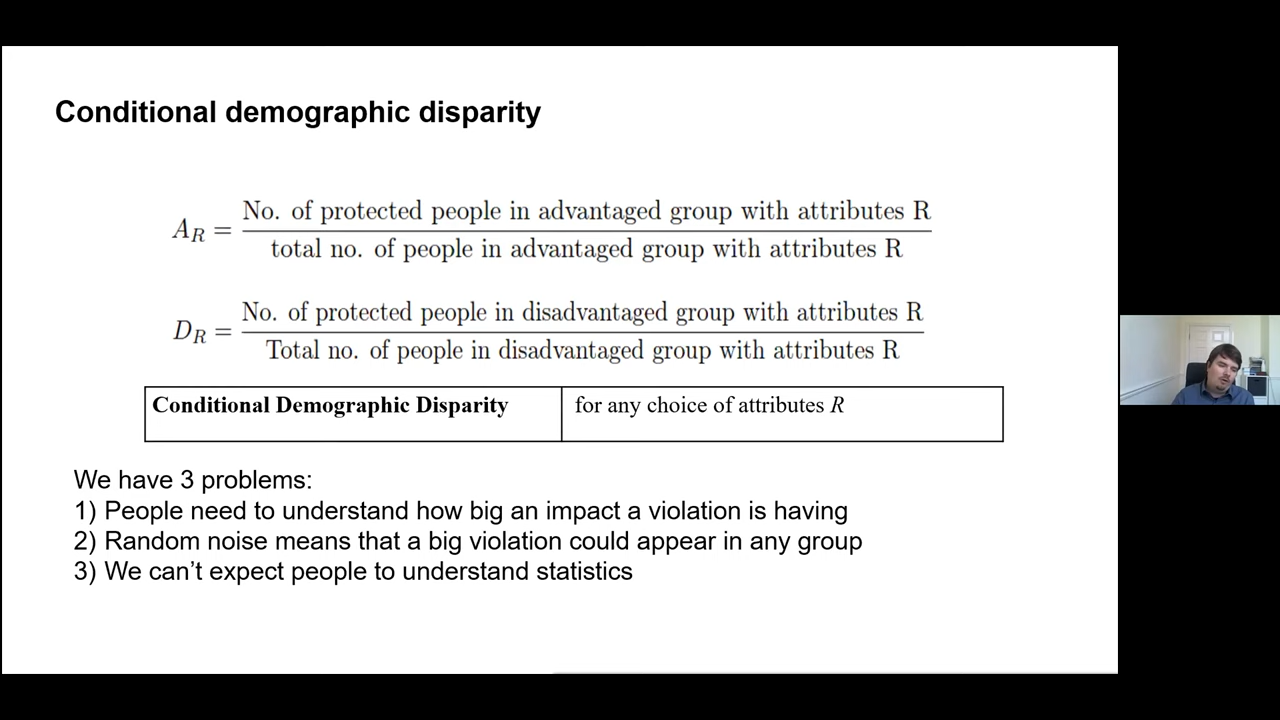 Conditional demographic disparity
A_R = No. of protected people in advantaged group with attributes R
total no. of people in advantaged group with attributes R
D_R = No. of protected people in disadvantaged group with attributes R
Total no. of people in disadvantaged group with attributes R
Conditional Demographic Disparity for any choice of attributes R
We have 3 problems:
1) People need to understand how big an impact a violation is having
2) Random noise means that a big violation could appear in any group
3) We can’t expect people to understand statistics